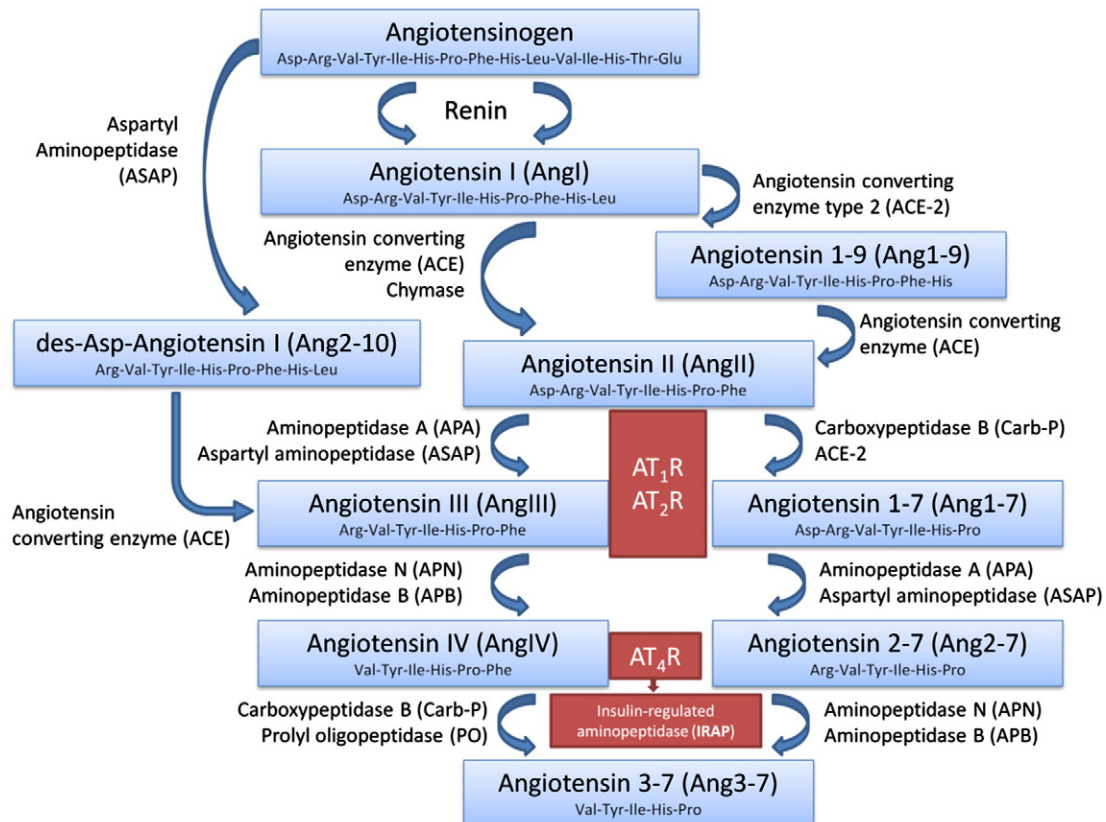 Angiotensinogen
Asp-Arg-Val-Tyr-Ile-His-Pro-Phe-His-Leu-Val-Ile-His-Thr-Glu
Renin
Aspartyl
Aminopeptidase
(ASAP)
Angiotensin I (AngI)
Asp-Arg-Val-Tyr-Ile-His-Pro-Phe-His-Leu
Angiotensin converting
enzyme type 2 (ACE-2)
Angiotensin converting
enzyme (ACE)
Chymase
Angiotensin 1-9 (Ang1-9)
Asp-Arg-Val-Tyr-Ile-His-Pro-Phe-His
Angiotensin converting
enzyme (ACE)
des-Asp-Angiotensin I (Ang2-10)
Arg-Val-Tyr-Ile-His-Pro-Phe-His-Leu
Angiotensin II (AngII)
Asp-Arg-Val-Tyr-Ile-His-Pro-Phe
Aminopeptidase A (APA)
Aspartyl aminopeptidase (ASAP)
AT₁R
AT₂R
Carboxypeptidase B (Carb-P)
ACE-2
Angiotensin
converting enzyme (ACE)
Angiotensin III (AngIII)
Arg-Val-Tyr-Ile-His-Pro-Phe
Angiotensin 1-7 (Ang1-7)
Asp-Arg-Val-Tyr-Ile-His-Pro
Aminopeptidase N (APN)
Aminopeptidase B (APB)
Aminopeptidase A (APA)
Aspartyl aminopeptidase (ASAP)
Angiotensin IV (AngIV)
Val-Tyr-Ile-His-Pro-Phe
AT₄R
Angiotensin 2-7 (Ang2-7)
Arg-Val-Tyr-Ile-His-Pro
Carboxypeptidase B (Carb-P)
Prolyl oligopeptidase (PO)
Insulin-regulated
aminopeptidase (IRAP)
Aminopeptidase N (APN)
Aminopeptidase B (APB)
Angiotensin 3-7 (Ang3-7)
Val-Tyr-Ile-His-Pro